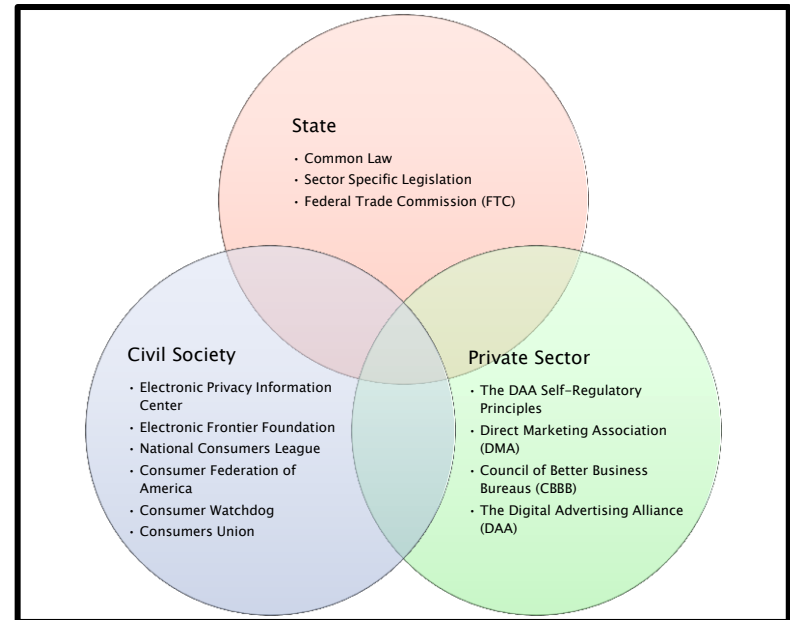 State
· Common Law
· Sector Specific Legislation
· Federal Trade Commission (FTC)
Civil Society
· Electronic Privacy Information
Center
· Electronic Frontier Foundation
· National Consumers League
· Consumer Federation of
America
· Consumer Watchdog
· Consumers Union
Private Sector
· The DAA Self-Regulatory
Principles
· Direct Marketing Association
(DMA)
· Council of Better Business
Bureaus (CBBB)
· The Digital Advertising Alliance
(DAA)